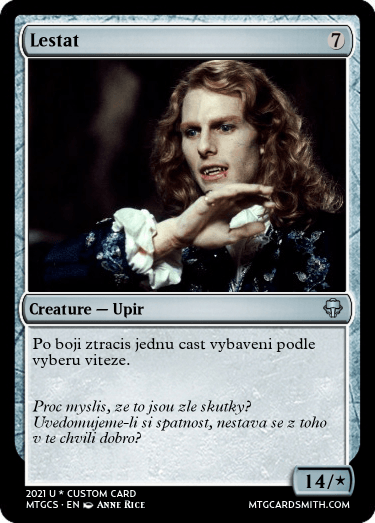 Lestat 7
Creature — Upir
Po boji ztracis jednu cast vybaveni podle
vyberu viteze.
Proc myslis, ze to jsou zle skutky?
Uvedomujeme-li si spatnost, nestava se z toho
v te chvili dobro?
14/★
2021 U * CUSTOM CARD
MTGCS • EN ANNE RICE
MTGCARDSMITH.COM